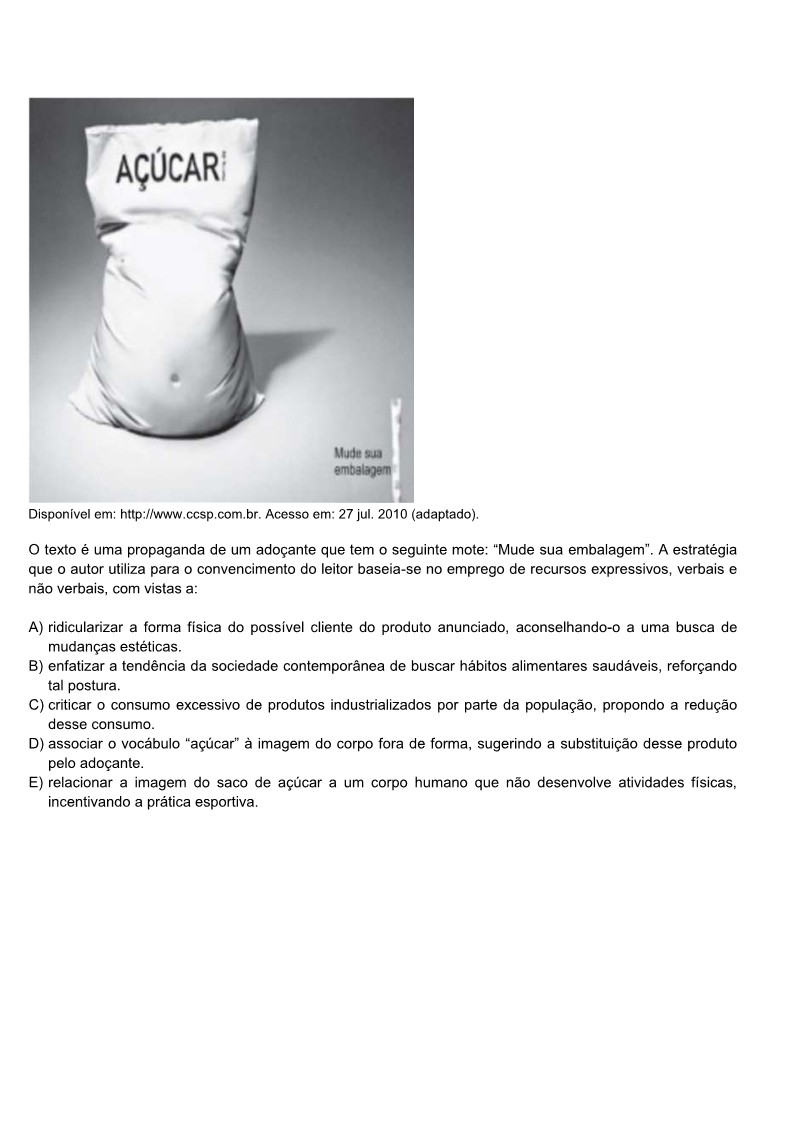 AÇÚCAR
Mude sua
embalagem
Disponível em: http://www.ccsp.com.br. Acesso em: 27 jul. 2010 (adaptado).
O texto é uma propaganda de um adoçante que tem o seguinte mote: “Mude sua embalagem”. A estratégia
que o autor utiliza para o convencimento do leitor baseia-se no emprego de recursos expressivos, verbais e
não verbais, com vistas a:
A) ridicularizar a forma física do possível cliente do produto anunciado, aconselhando-o a uma busca de
mudanças estéticas.
B) enfatizar a tendência da sociedade contemporânea de buscar hábitos alimentares saudáveis, reforçando
tal postura.
C) criticar o consumo excessivo de produtos industrializados por parte da população, propondo a redução
desse consumo.
D) associar o vocábulo “açúcar” à imagem do corpo fora de forma, sugerindo a substituição desse produto
pelo adoçante.
E) relacionar a imagem do saco de açúcar a um corpo humano que não desenvolve atividades físicas,
incentivando a prática esportiva.